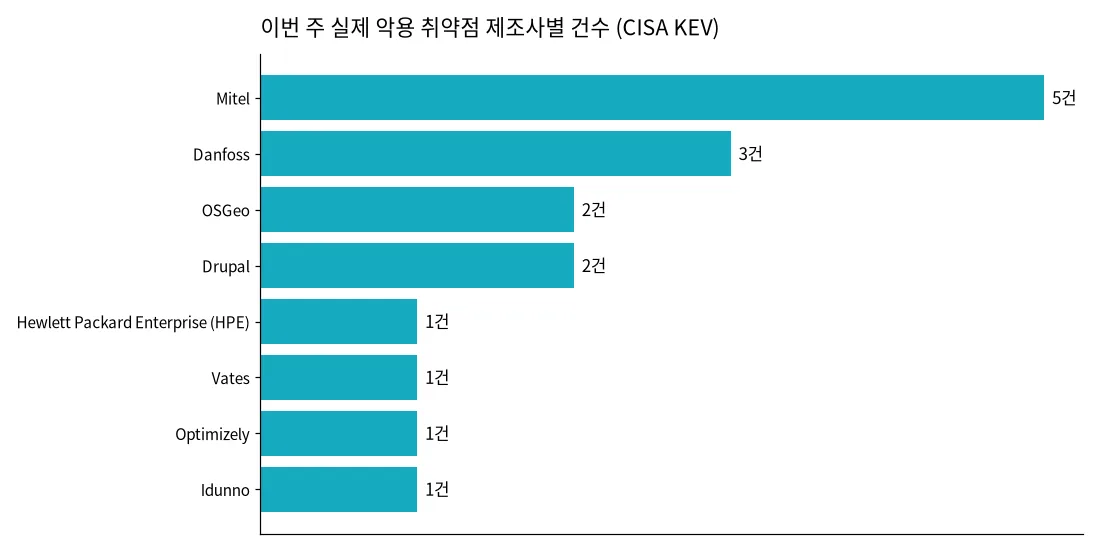 이번 주 실제 악용 취약점 제조사별 건수 (CISA KEV)
Mitel 5건
Danfoss 3건
OSGeo 2건
Drupal 2건
Hewlett Packard Enterprise (HPE) 1건
Vates 1건
Optimizely 1건
Idunno 1건